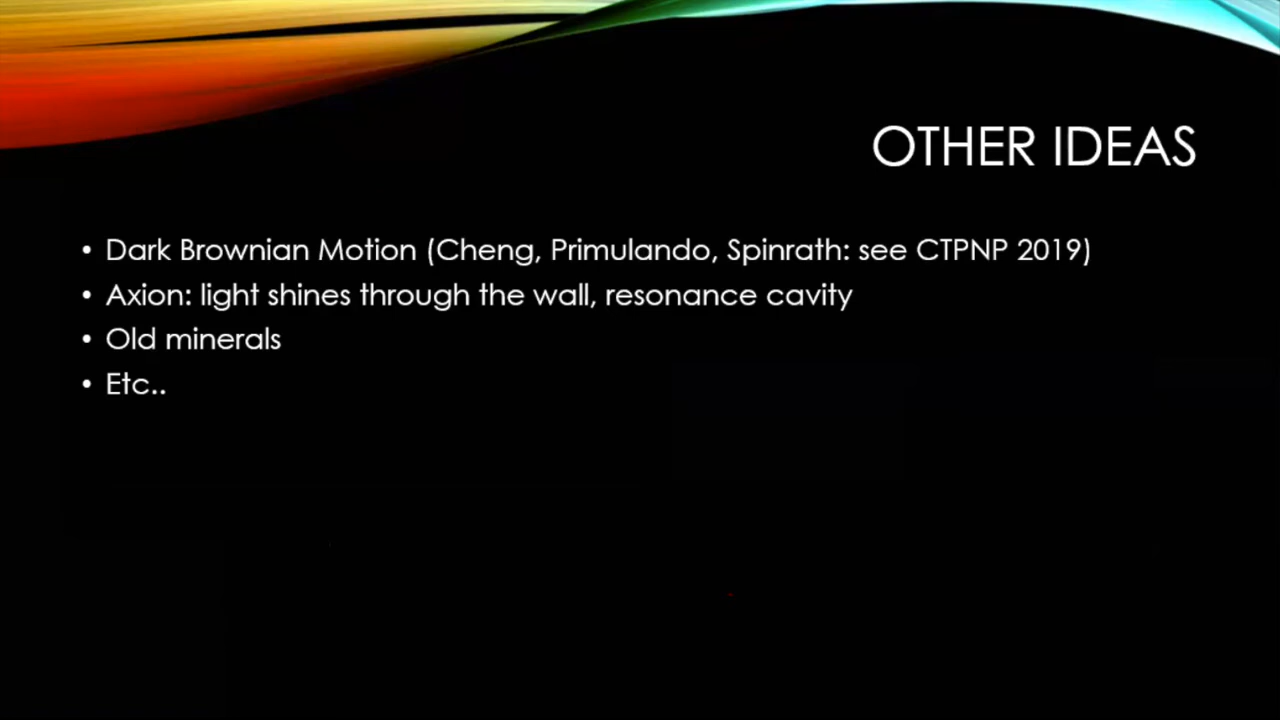 OTHER IDEAS
• Dark Brownian Motion (Cheng, Primulando, Spinrath: see CTPNP 2019)
• Axion: light shines through the wall, resonance cavity
• Old minerals
• Etc..